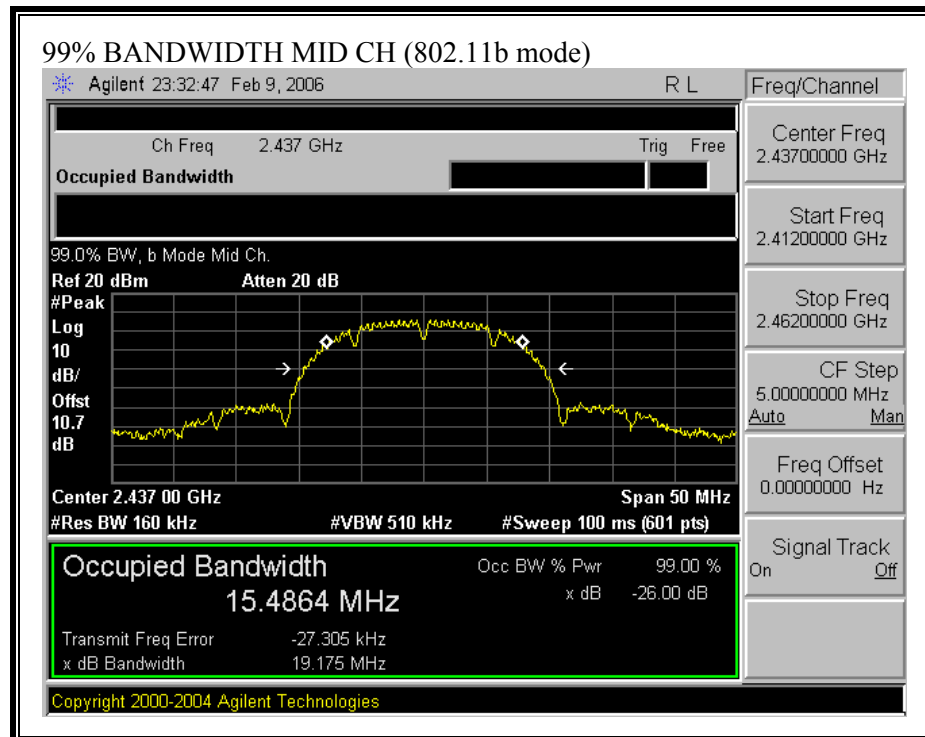 99% BANDWIDTH MID CH (802.11b mode)
Agilent 23:32:47 Feb 9, 2006 R L
Freq/Channel
Ch Freq 2.437 GHz Trig Free
Occupied Bandwidth
Center Freq
2.43700000 GHz
Start Freq
2.41200000 GHz
Stop Freq
2.46200000 GHz
CF Step
5.00000000 MHz
Auto Man
Freq Offset
0.00000000 Hz
Signal Track
On Off
99.0% BW, b Mode Mid Ch.
Ref 20 dBm Atten 20 dB
#Peak
Log
10
dB/
Offst
10.7
dB
Center 2.437 00 GHz Span 50 MHz
#Res BW 160 kHz #VBW 510 kHz #Sweep 100 ms (601 pts)
Occupied Bandwidth Occ BW % Pwr 99.00 %
15.4864 MHz x dB -26.00 dB
Transmit Freq Error -27.305 kHz
x dB Bandwidth 19.175 MHz
Copyright 2000-2004 Agilent Technologies